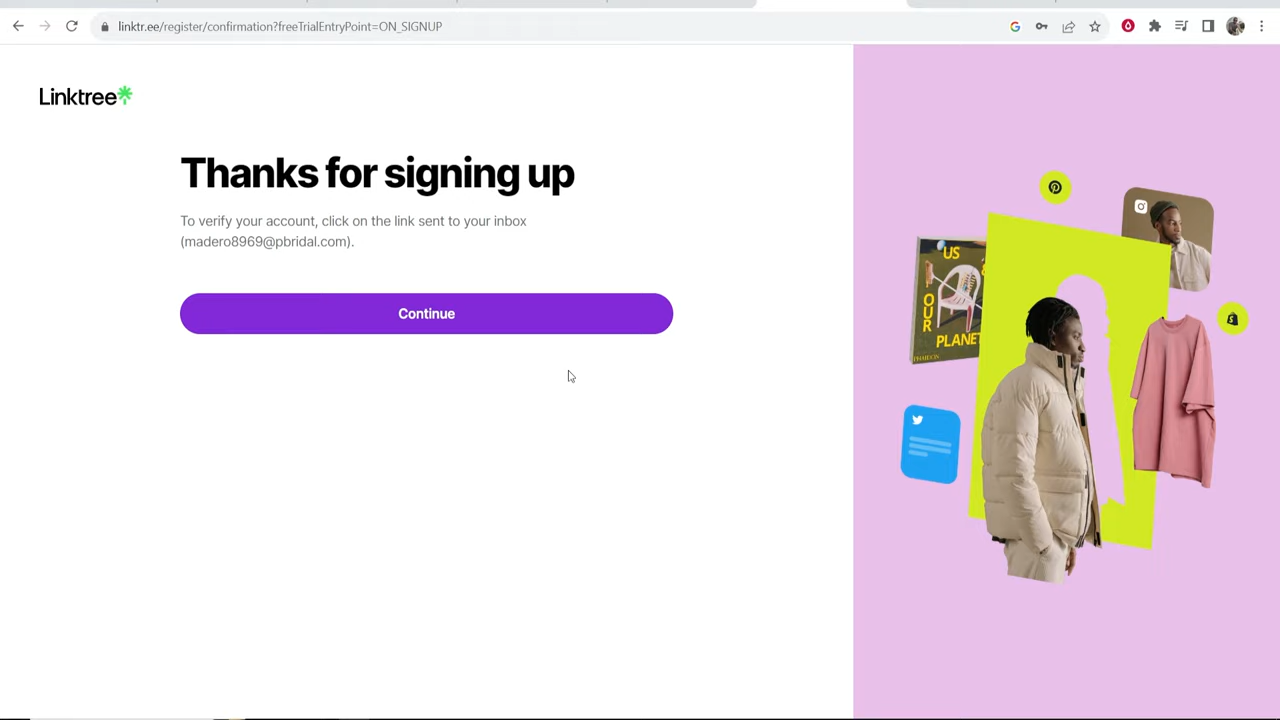 linktr.ee/register/confirmation?freeTrialEntryPoint=ON_SIGNUP
Linktree
Thanks for signing up
To verify your account, click on the link sent to your inbox
(madero8969@pbridal.com).
Continue
US
OUR
PLANET
PHAIDON